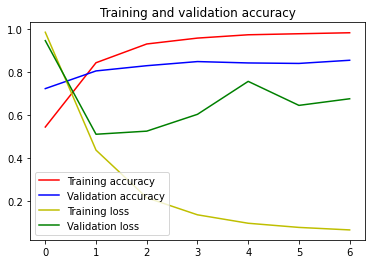 Training and validation accuracy
1.0
0.8
0.6
0.4
0.2
Training accuracy
Validation accuracy
Training loss
Validation loss
0 1 2 3 4 5 6